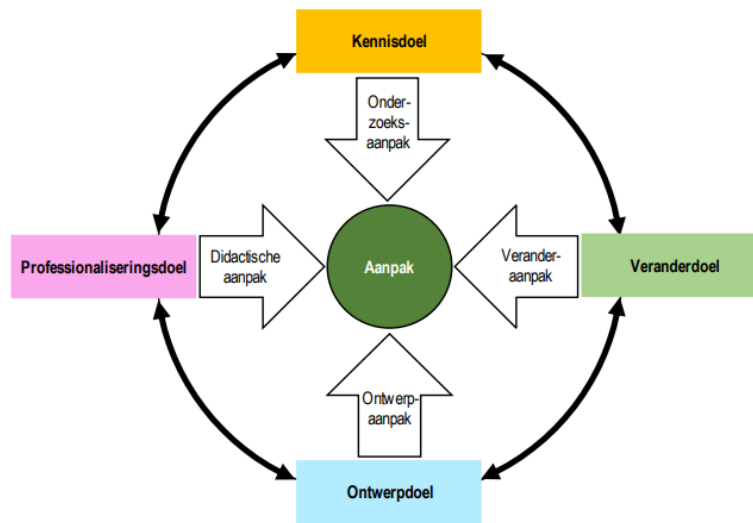 Kennisdoel
Onder-
zoeks-
aanpak
Professionaliseringsdoel
Didactische
aanpak
Aanpak
Verander-
aanpak
Veranderdoel
Ontwerp-
aanpak
Ontwerpdoel